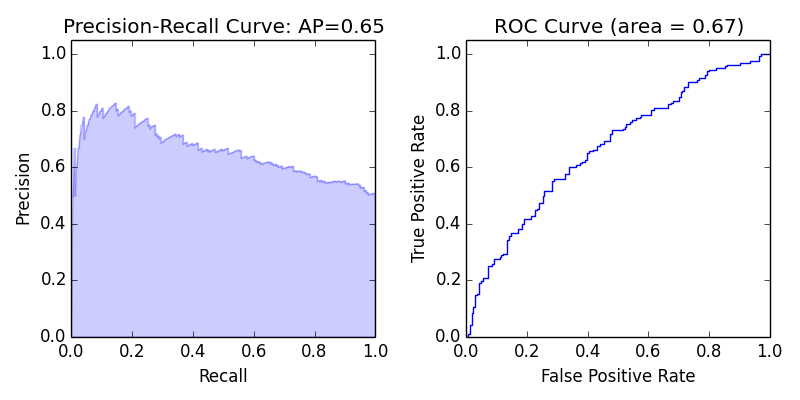 Precision-Recall Curve: AP=0.65
1.0
0.8
0.6
0.4
0.2
0.0
Precision
0.0 0.2 0.4 0.6 0.8 1.0
Recall
ROC Curve (area = 0.67)
1.0
0.8
0.6
0.4
0.2
0.0
True Positive Rate
0.0 0.2 0.4 0.6 0.8 1.0
False Positive Rate